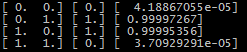 [ 0.  0.] [ 0.] [  4.18867055e-05]
[ 0.  1.] [ 1.] [ 0.99997267]
[ 1.  0.] [ 1.] [ 0.99995356]
[ 1.  1.] [ 0.] [  3.70929291e-05]